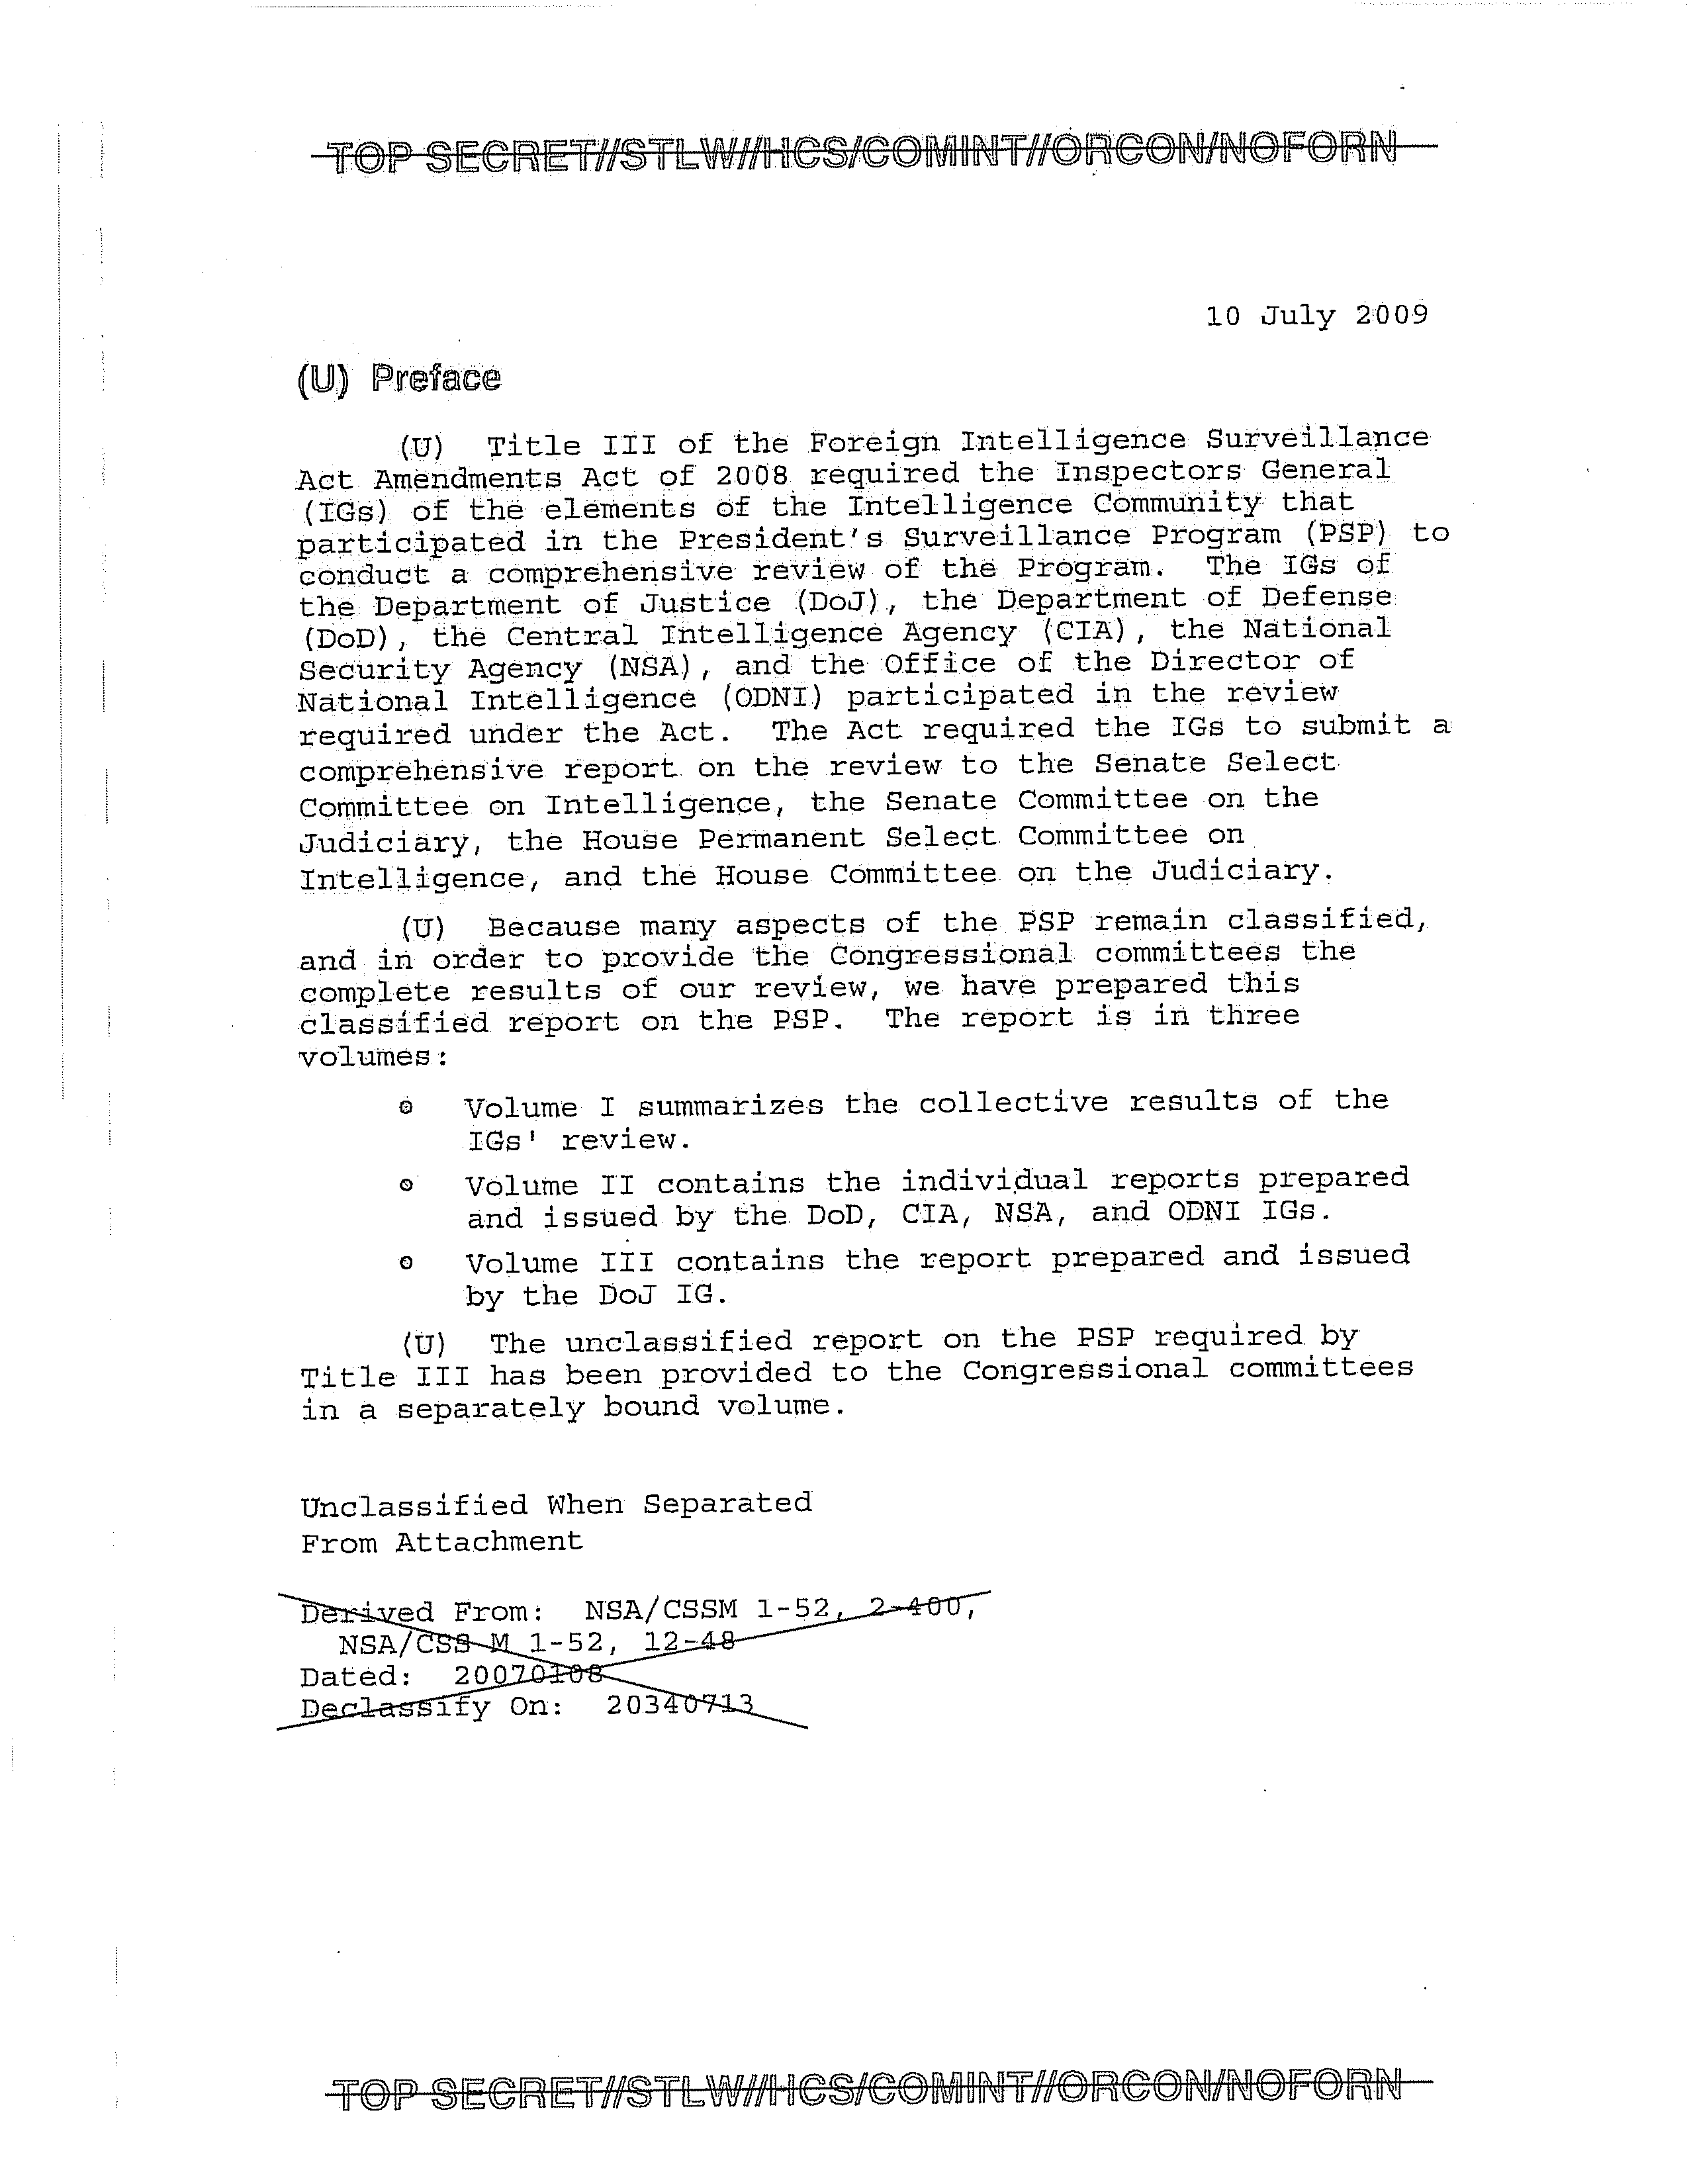 TOP SECRET//STLW//HCS/COMINT//ORCON/NOFORN
10 July 2009
(U) Preface
(U) Title III of the Foreign Intelligence Surveillance
Act Amendments Act of 2008 required the Inspectors General
(IGs) of the elements of the Intelligence Community that
participated in the President's Surveillance Program (PSP) to
conduct a comprehensive review of the Program. The IGs of
the Department of Justice (DoJ), the Department of Defense
(DoD), the Central Intelligence Agency (CIA), the National
Security Agency (NSA), and the Office of the Director of
National Intelligence (ODNI) participated in the review
required under the Act. The Act required the IGs to submit a
comprehensive report on the review to the Senate Select
Committee on Intelligence, the Senate Committee on the
Judiciary, the House Permanent Select Committee on
Intelligence, and the House Committee on the Judiciary.
(U) Because many aspects of the PSP remain classified,
and in order to provide the Congressional committees the
complete results of our review, we have prepared this
classified report on the PSP. The report is in three
volumes:
Volume I summarizes the collective results of the
IGs' review.
Volume II contains the individual reports prepared
and issued by the DoD, CIA, NSA, and ODNI IGs.
Volume III contains the report prepared and issued
by the DoJ IG.
(U) The unclassified report on the PSP required by
Title III has been provided to the Congressional committees
in a separately bound volume.
Unclassified When Separated
From Attachment
Derived From: NSA/CSSM 1-52, 2-400,
NSA/CSS M 1-52, 12-48
Dated: 20070108
Declassify On: 20340713
TOP SECRET//STLW//HCS/COMINT//ORCON/NOFORN